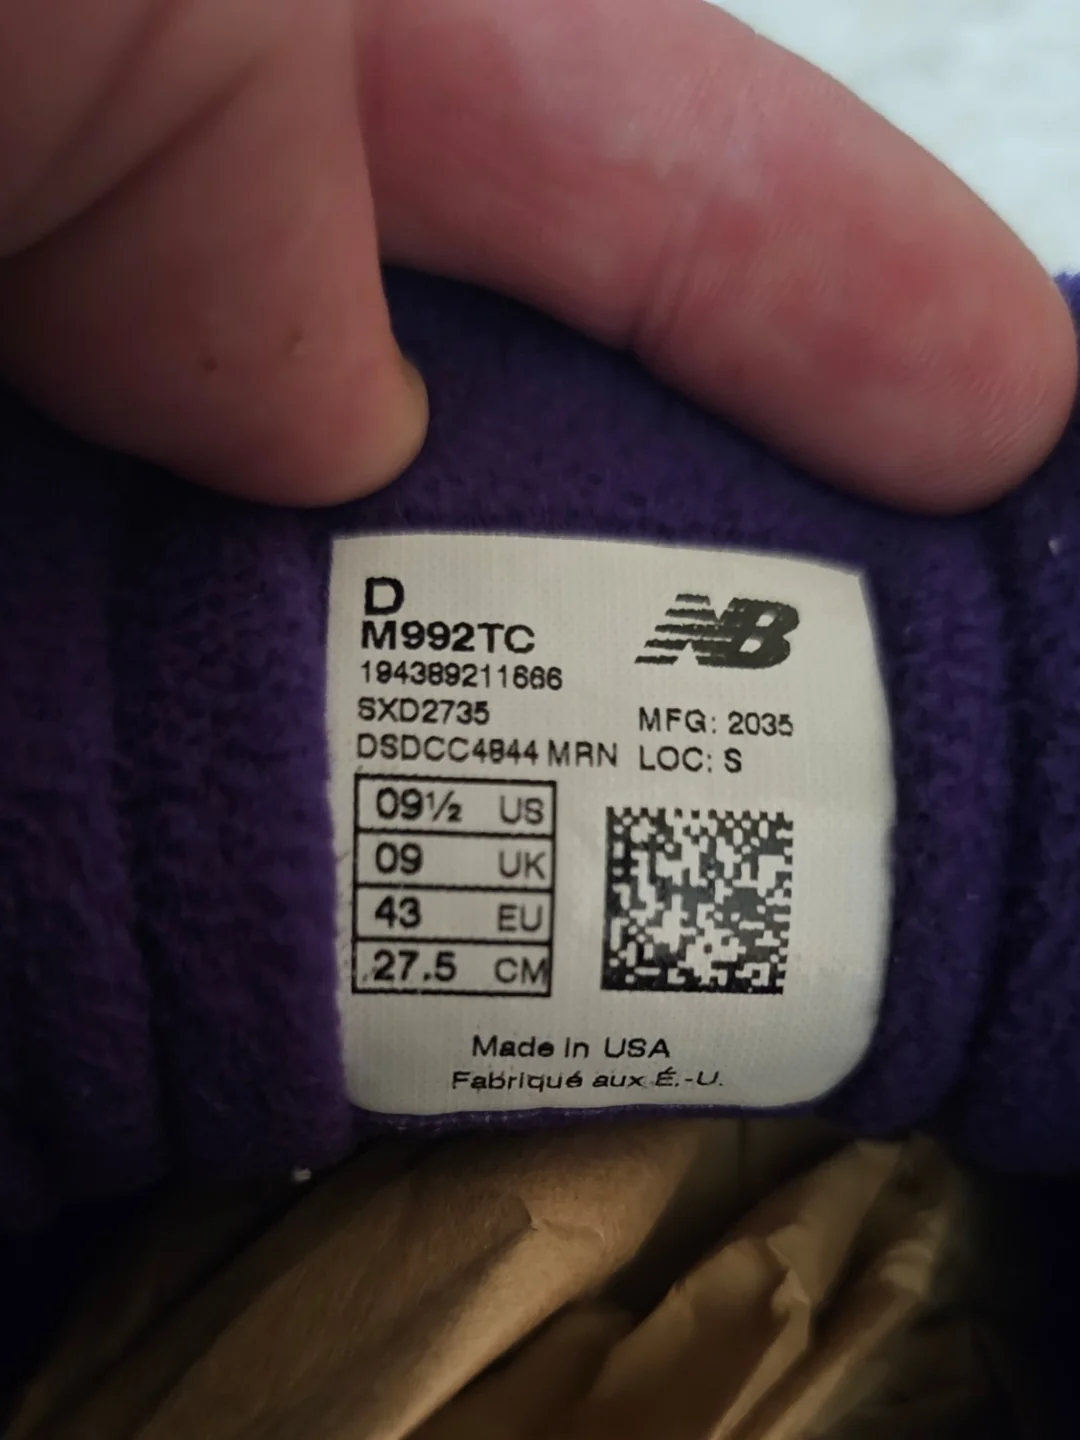 D
M992TC
NB
194389211666
SXD2735
MFG: 2035
DSDCC4844 MRN
LOC: S
09½ US
09 UK
43 EU
27.5 CM
Made in USA
Fabriqué aux É.-U.